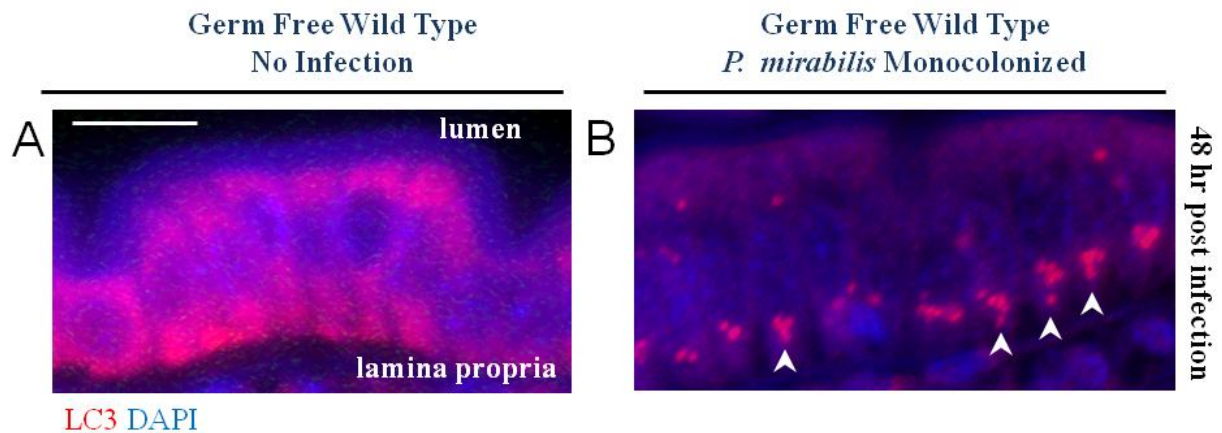 Germ Free Wild Type
No Infection
Germ Free Wild Type
P. mirabilis Monocolonized
A
lumen
lamina propria
B
48 hr post infection
LC3 DAPI